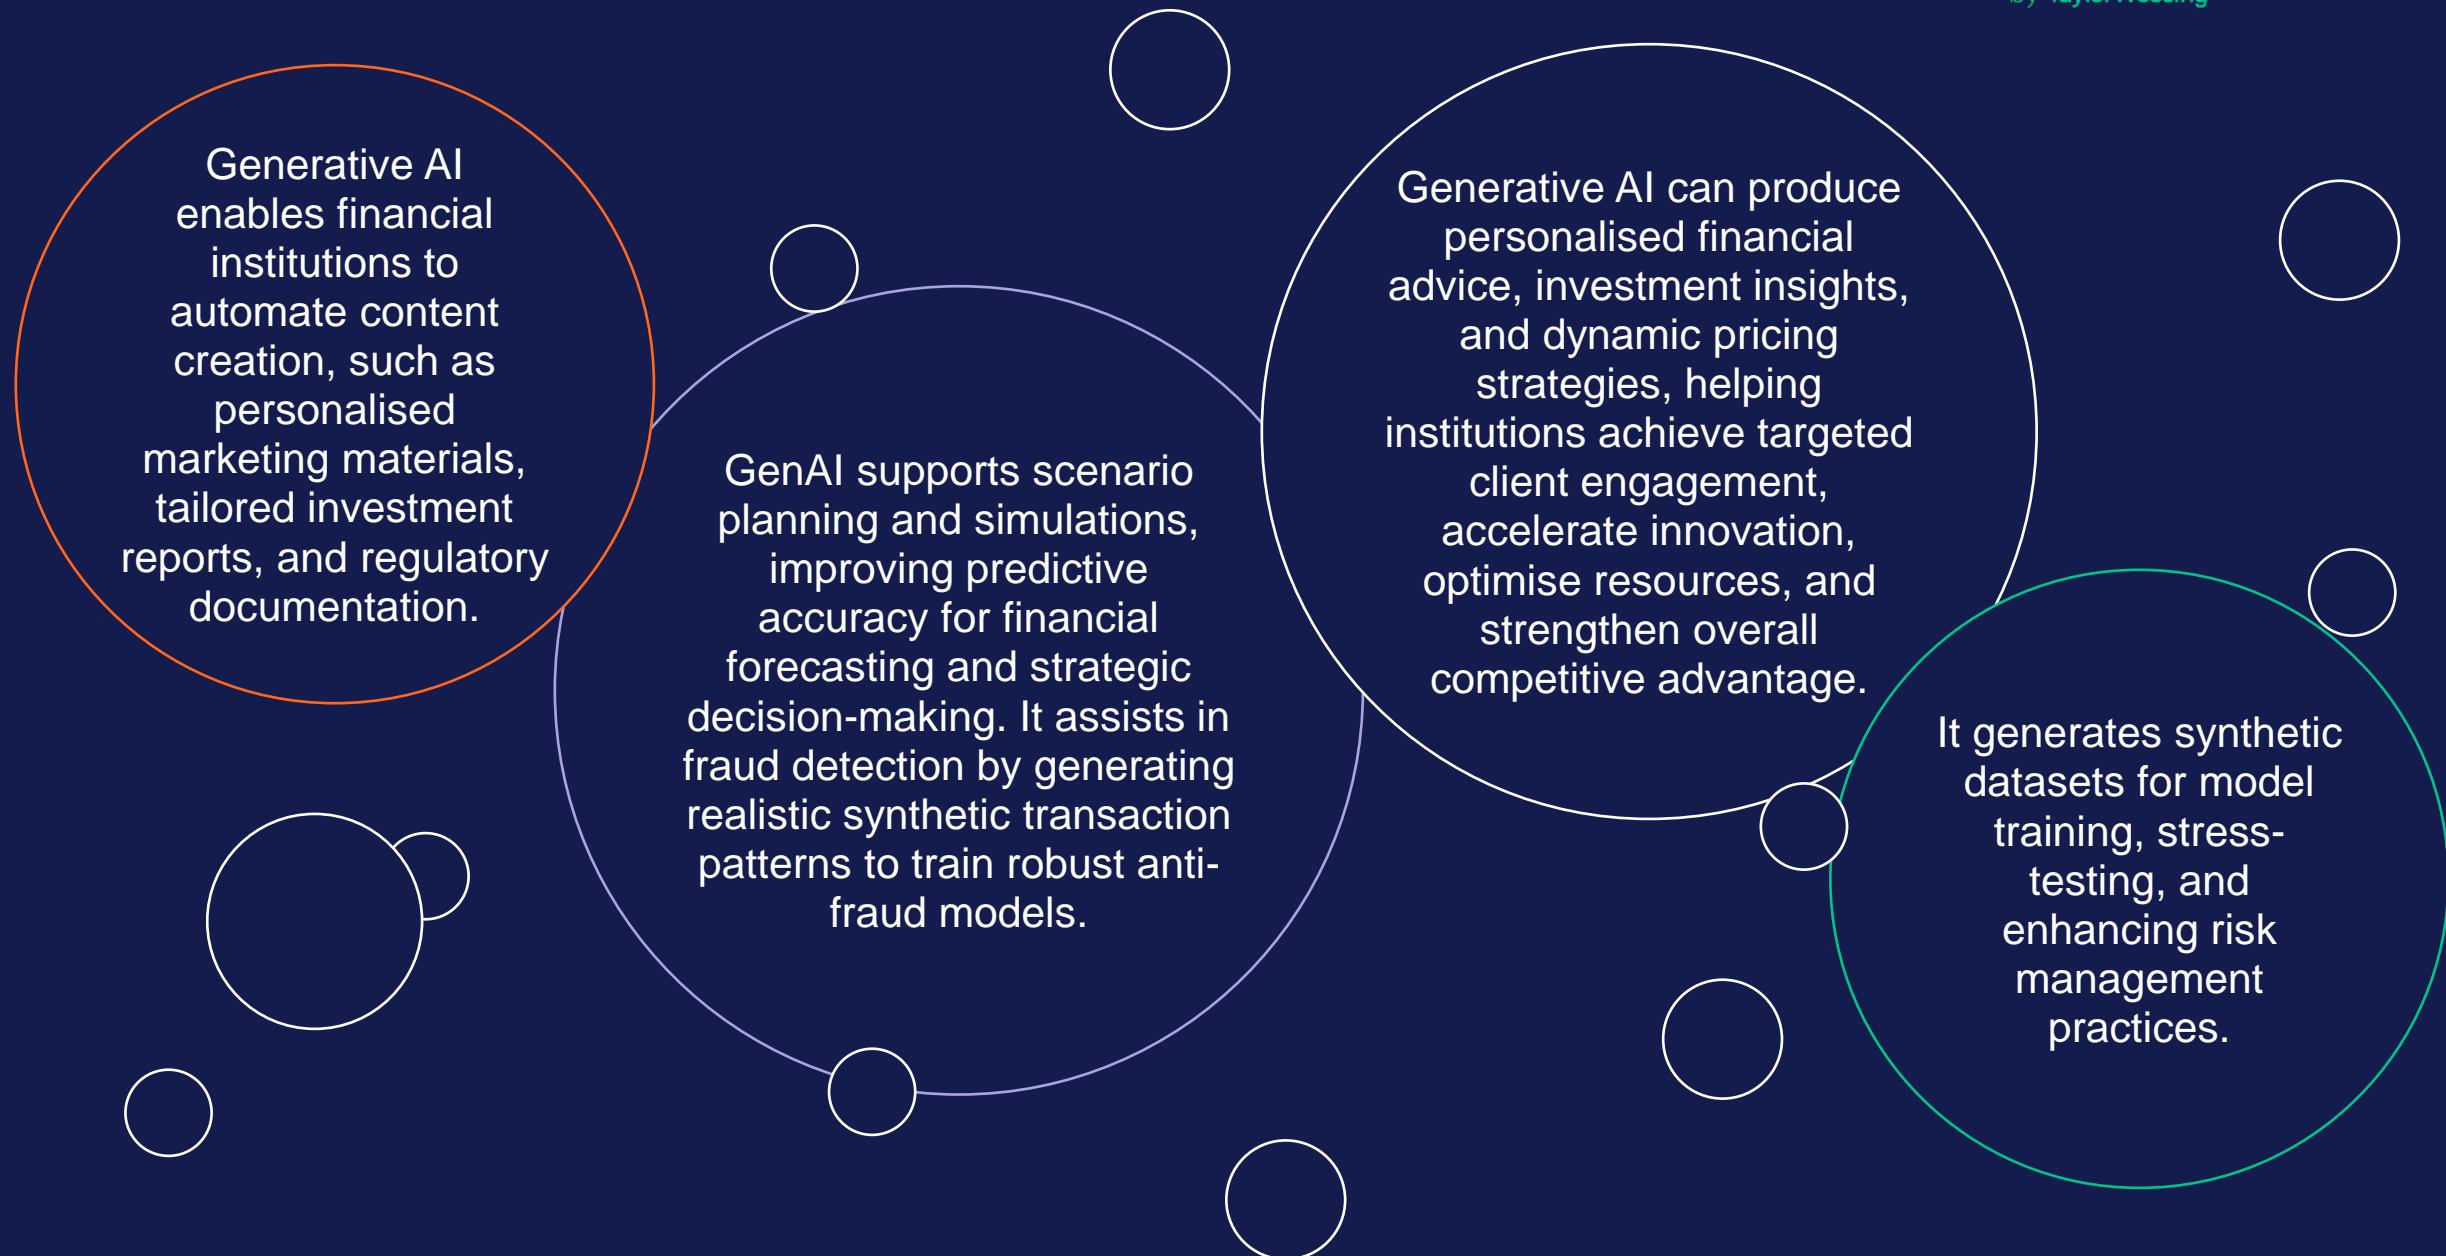 by TaylorWessing
Generative AI
enables financial
institutions to
automate content
creation, such as
personalised
marketing materials,
tailored investment
reports, and regulatory
documentation.
GenAI supports scenario
planning and simulations,
improving predictive
accuracy for financial
forecasting and strategic
decision-making. It assists in
fraud detection by generating
realistic synthetic transaction
patterns to train robust anti-
fraud models.
Generative AI can produce
personalised financial
advice, investment insights,
and dynamic pricing
strategies, helping
institutions achieve targeted
client engagement,
accelerate innovation,
optimise resources, and
strengthen overall
competitive advantage.
It generates synthetic
datasets for model
training, stress-
testing, and
enhancing risk
management
practices.